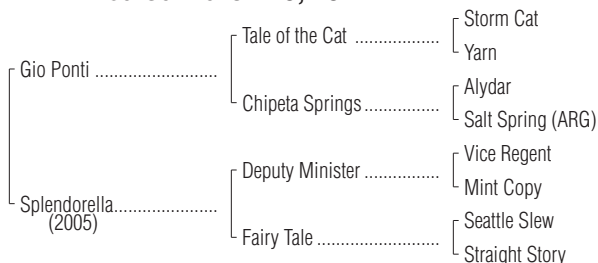 Storm Cat
Tale of the Cat ..................
Yarn
Gio Ponti ..........................
Alydar
Chipeta Springs ................
Salt Spring (ARG)
Vice Regent
Deputy Minister ................
Mint Copy
Splendorella......................
(2005)
Seattle Slew
Fairy Tale ..........................
Straight Story